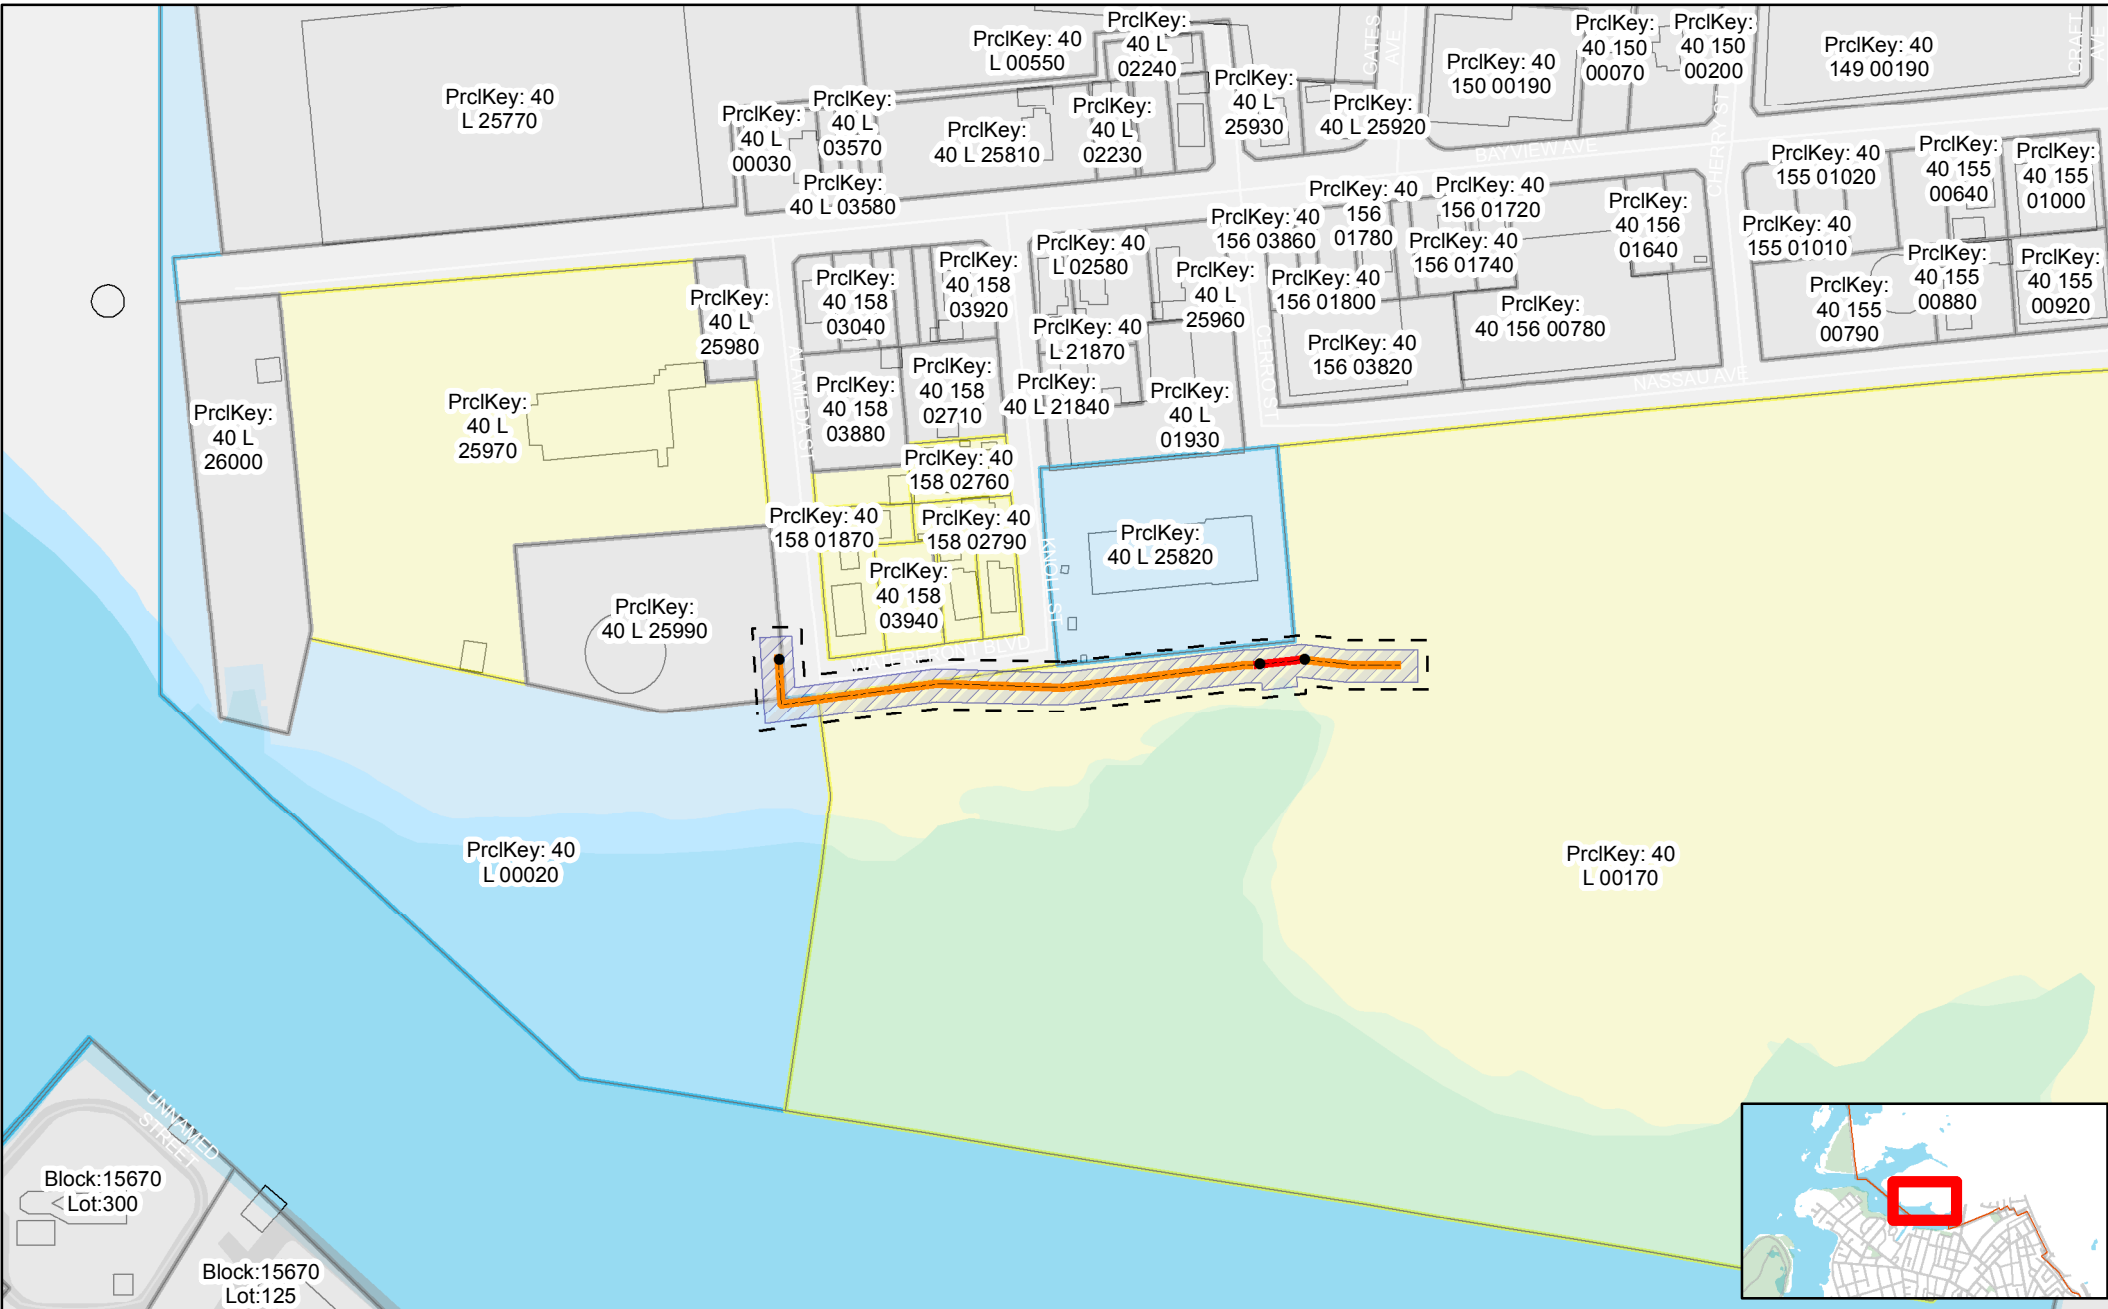 PrclKey: 40
L 25770
PrclKey:
40 L
00030
PrclKey:
40 L
03570
PrclKey:
40 L 03580
PrclKey:
40 L 25810
PrclKey: 40
L 00550
PrclKey:
40 L
02240
PrclKey:
40 L
02230
PrclKey:
40 L
25930
PrclKey:
40 L 25920
GATES
AVE
PrclKey: 40
150 00190
PrclKey:
40 150
00070
PrclKey:
40 150
00200
PrclKey: 40
149 00190
CRAFT
AVE
BAYVIEW AVE
CHERRY ST
PrclKey: 40
155 01020
PrclKey:
40 155
00640
PrclKey:
40 155
01000
PrclKey: 40
155 01010
PrclKey:
40 155
00790
PrclKey:
40 155
00880
PrclKey:
40 155
00920
PrclKey: 40
156 03860
PrclKey: 40
156
01780
PrclKey: 40
156 01720
PrclKey: 40
156 01740
PrclKey:
40 156
01640
PrclKey: 40
156 01800
PrclKey:
40 156 00780
PrclKey: 40
156 03820
NASSAU AVE
CERRO ST
PrclKey: 40
L 02580
PrclKey:
40 L
25960
PrclKey: 40
L 21870
PrclKey:
40 L 21840
PrclKey:
40 L
01930
PrclKey:
40 L
25980
PrclKey:
40 158
03040
PrclKey:
40 158
03920
PrclKey:
40 158
03880
PrclKey:
40 158
02710
ALAMEDA ST
PrclKey:
40 L
26000
PrclKey:
40 L
25970
PrclKey: 40
158 02760
PrclKey: 40
158 01870
PrclKey: 40
158 02790
PrclKey:
40 158
03940
KNOLL ST
PrclKey:
40 L 25820
PrclKey:
40 L 25990
WATERFRONT BLVD
PrclKey: 40
L 00020
PrclKey: 40
L 00170
UNNAMED
STREET
Block:15670
Lot:300
Block:15670
Lot:125